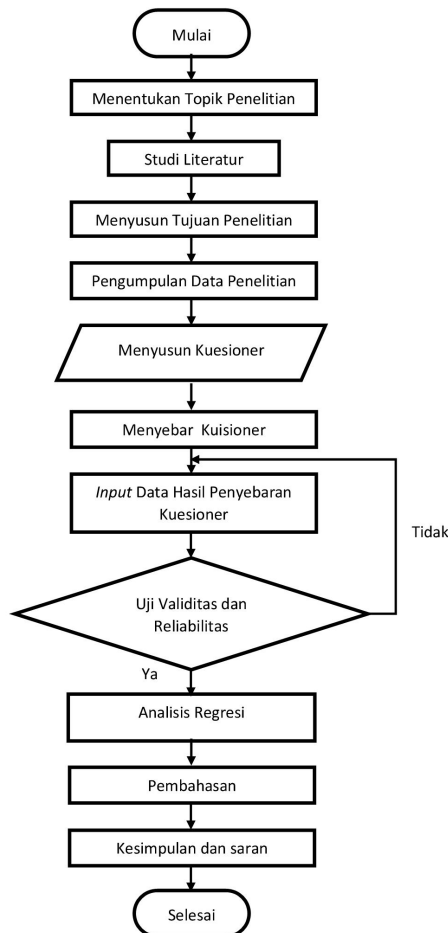 Mulai
Menentukan Topik Penelitian
Studi Literatur
Menyusun Tujuan Penelitian
Pengumpulan Data Penelitian
Menyusun Kuesioner
Menyebar Kuisioner
Input Data Hasil Penyebaran
Kuesioner
Tidak
Uji Validitas dan
Reliabilitas
Ya
Analisis Regresi
Pembahasan
Kesimpulan dan saran
Selesai